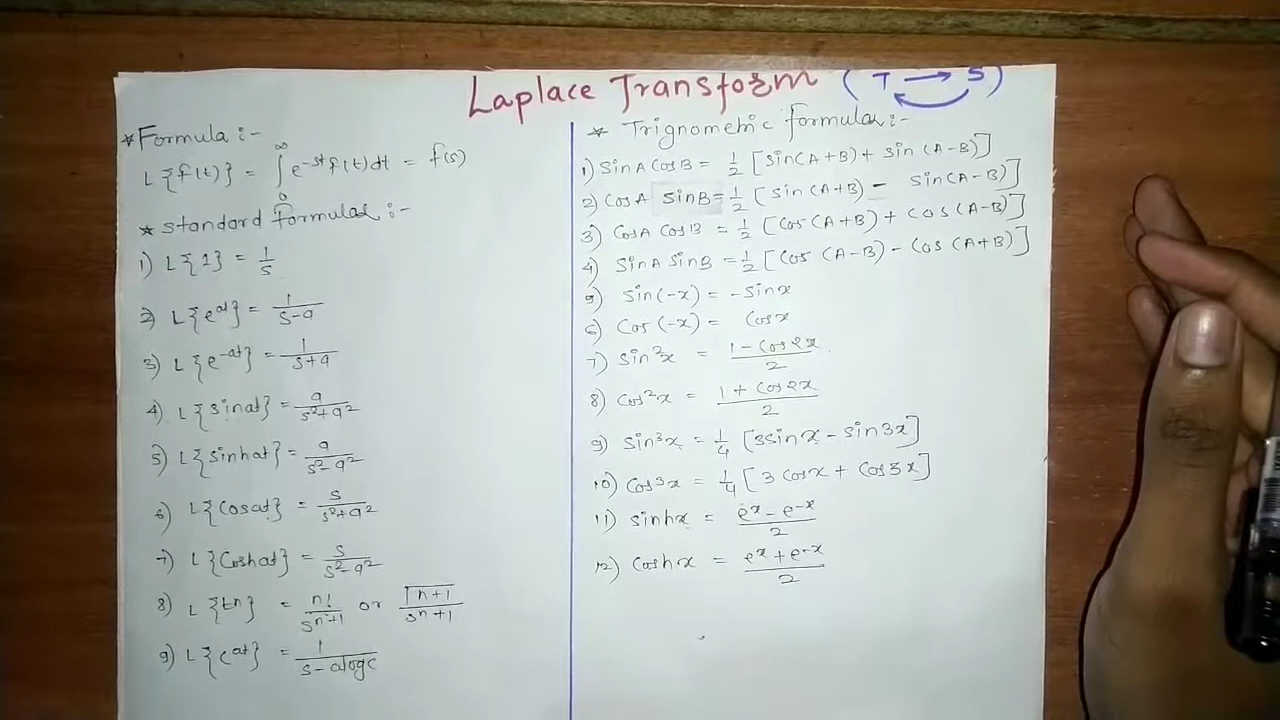 Laplace Transform ( T ⟶ S )
* Formula :-
L{f(t)} = ∫₀^∞ e^-st f(t)dt = f(s)
* Standard formulas :-
1) L{1} = 1/s
2) L{e^at} = 1/(s-a)
3) L{e^-at} = 1/(s+a)
4) L{sinat} = a/(s²+a²)
5) L{sinhat} = a/(s²-a²)
6) L{Cosat} = s/(s²+a²)
7) L{Coshat} = s/(s²-a²)
8) L{t^n} = n!/s^(n+1) or Γn+1/s^(n+1)
9) L{c^at} = 1/(s-alogc)
* Trignometric formulas :-
1) SinA CosB = 1/2 [Sin(A+B) + Sin(A-B)]
2) CosA SinB = 1/2 [Sin(A+B) - Sin(A-B)]
3) CosA CosB = 1/2 [Cos(A+B) + Cos(A-B)]
4) SinA SinB = 1/2 [Cos(A-B) - Cos(A+B)]
5) Sin(-x) = -Sinx
6) Cos(-x) = Cosx
7) Sin²x = (1-Cos2x)/2
8) Cos²x = (1+Cos2x)/2
9) Sin³x = 1/4 [3Sinx - Sin3x]
10) Cos³x = 1/4 [3Cosx + Cos3x]
11) Sinhx = (e^x - e^-x)/2
12) Coshx = (e^x + e^-x)/2